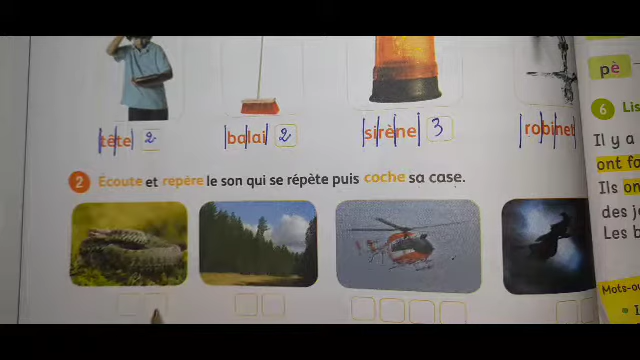 tête 2 balai 2 sirène 3 robinet
2 Écoute et repère le son qui se répète puis coche sa case.
pè
6 Lis
Il y a
ont fa
Ils on
des j
Les b
Mots-ou